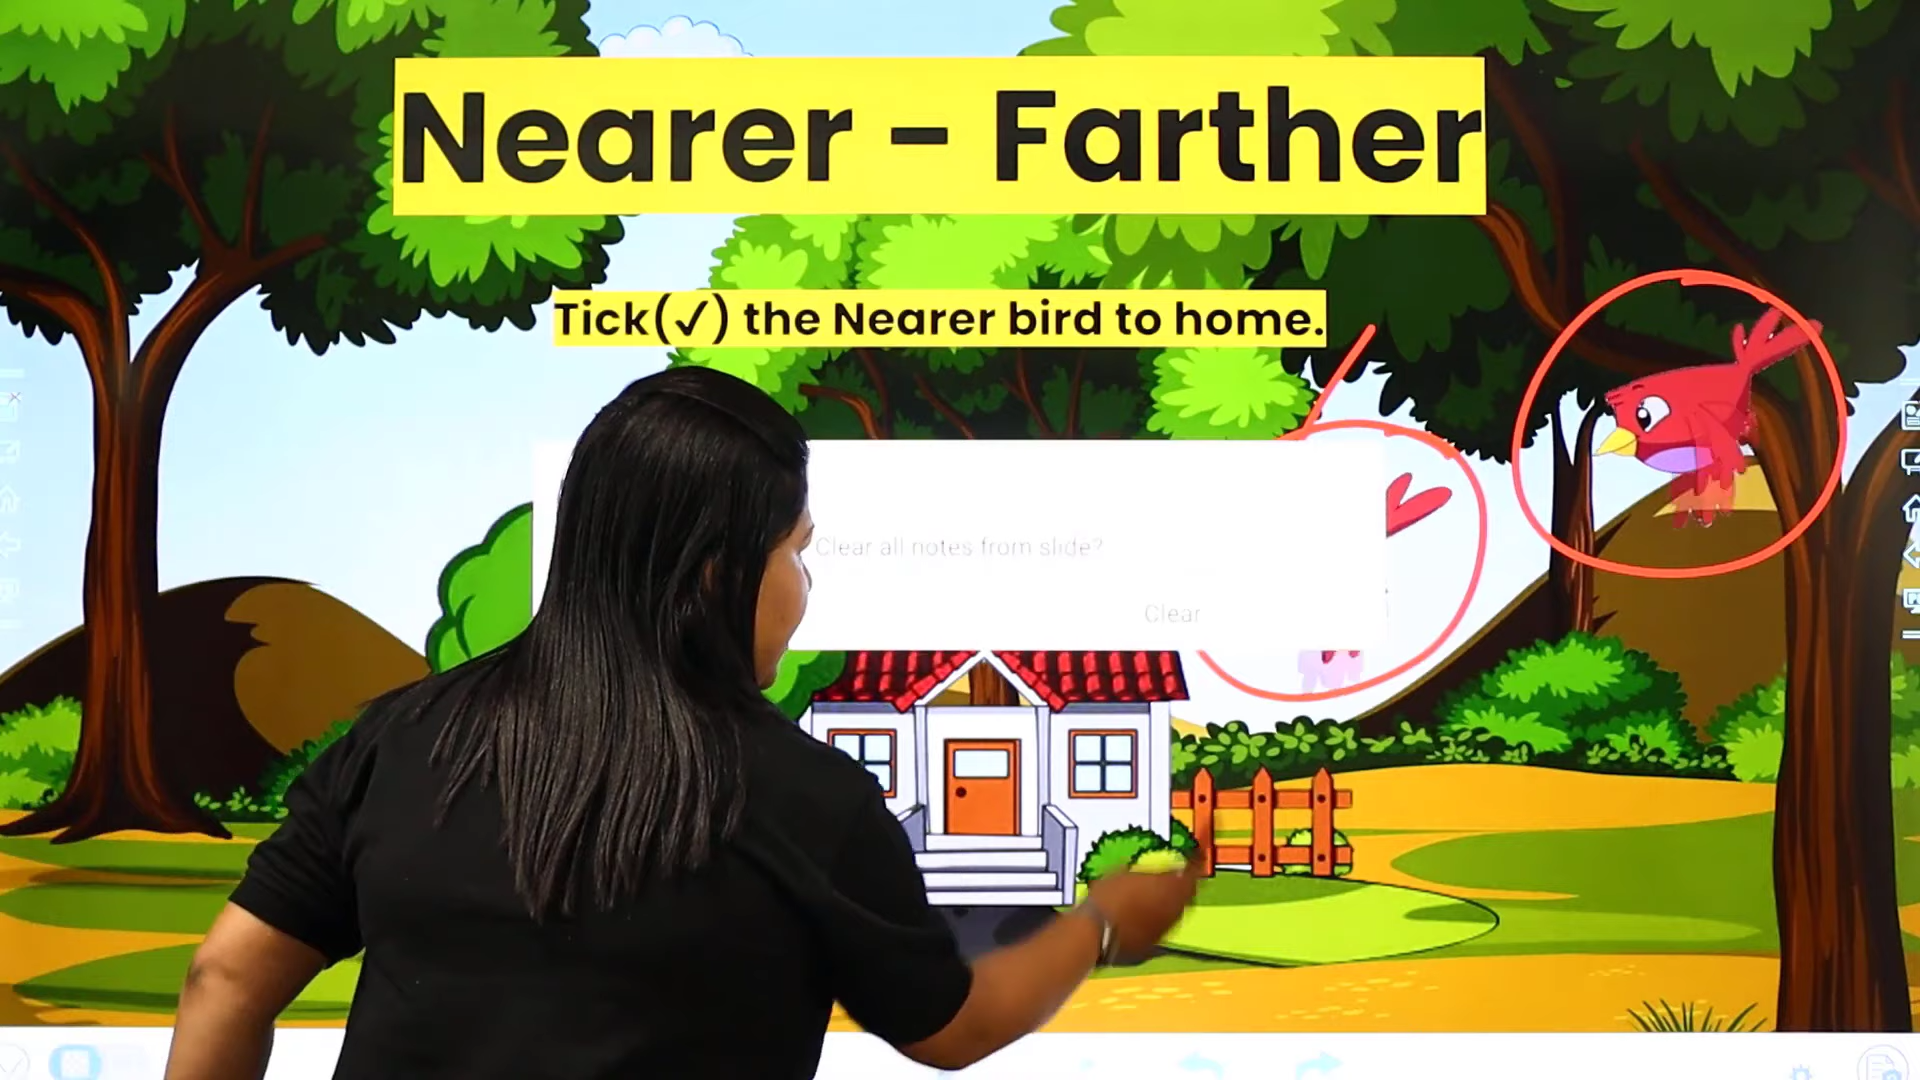 Nearer - Farther
Tick(✓) the Nearer bird to home.
Clear all notes from slide?
Clear